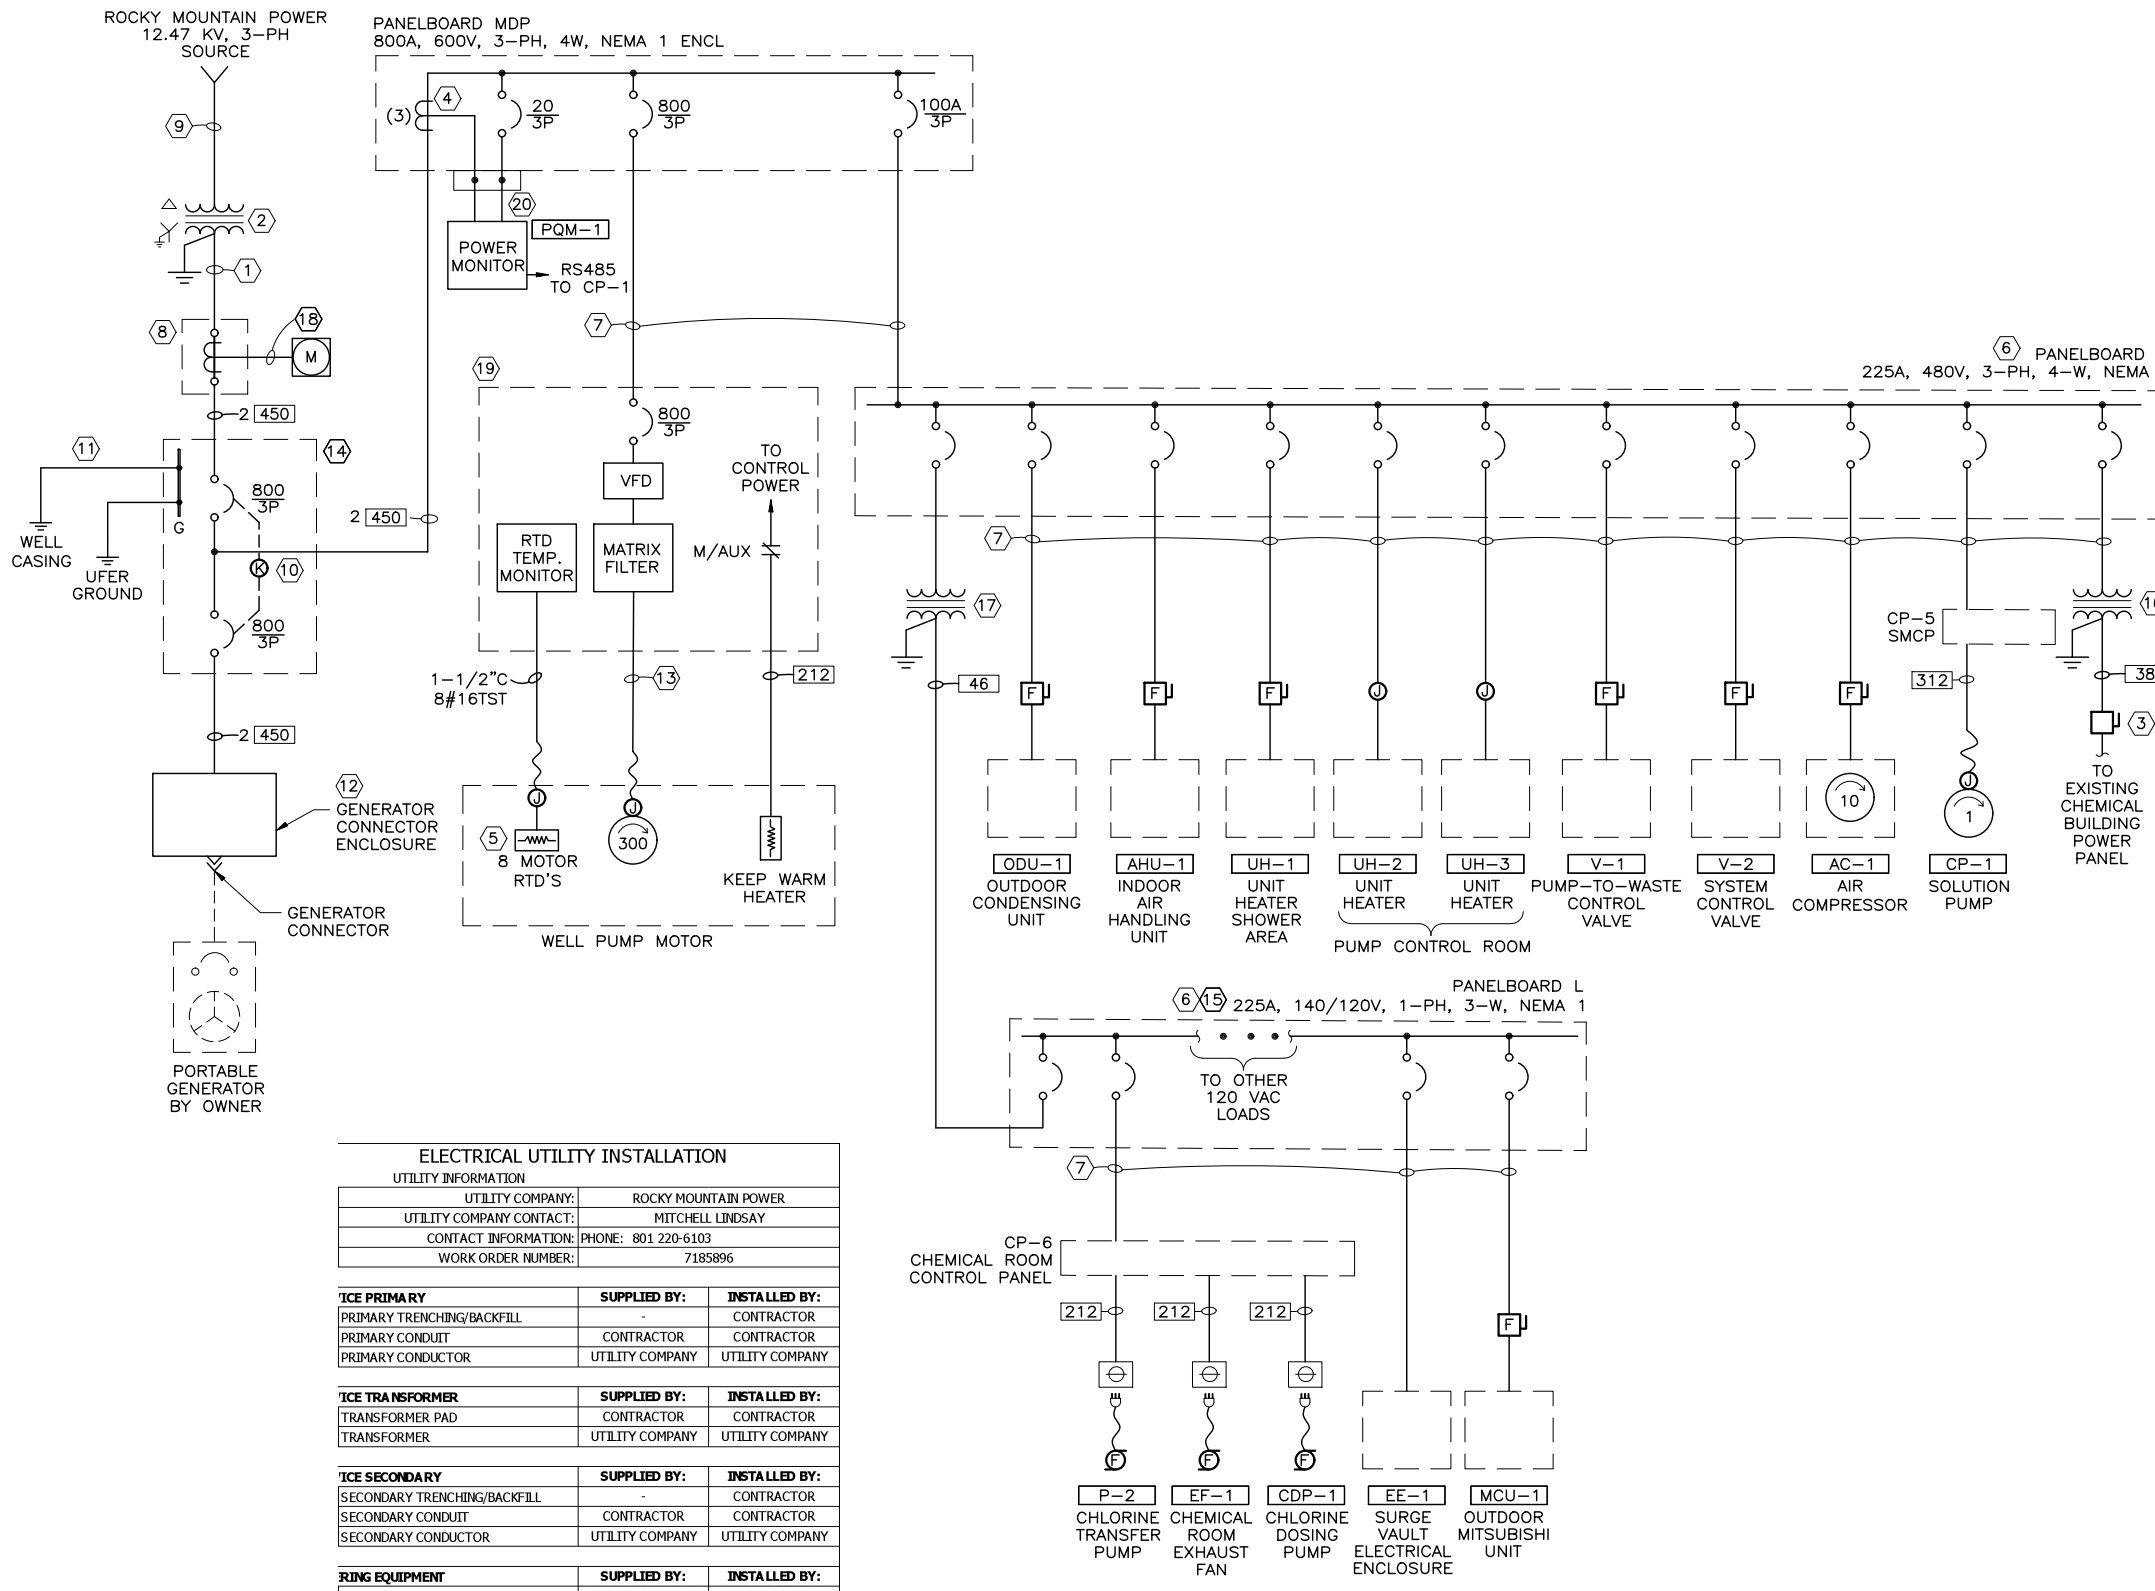 ROCKY MOUNTAIN POWER
12.47 KV, 3-PH
SOURCE
PANELBOARD MDP
800A, 600V, 3-PH, 4W, NEMA 1 ENCL
9
(3)
4
20
3P
800
3P
100A
3P
2
1
20
PQM-1
POWER
MONITOR
RS485
TO CP-1
8
18
M
7
2 450
19
6
PANELBOARD
225A, 480V, 3-PH, 4-W, NEMA
11
14
G
WELL
CASING
UFER
GROUND
800
3P
K
10
800
3P
2 450
800
3P
VFD
TO
CONTROL
POWER
RTD
TEMP.
MONITOR
MATRIX
FILTER
M/AUX
7
17
CP-5
SMCP
1-1/2"C
8#16TST
13
212
46
F
F
F
J
J
F
F
F
312
38
3
TO
EXISTING
CHEMICAL
BUILDING
POWER
PANEL
2 450
12
GENERATOR
CONNECTOR
ENCLOSURE
GENERATOR
CONNECTOR
PORTABLE
GENERATOR
BY OWNER
J
5
8 MOTOR
RTD'S
J
300
KEEP WARM
HEATER
WELL PUMP MOTOR
ODU-1
OUTDOOR
CONDENSING
UNIT
AHU-1
INDOOR
AIR
HANDLING
UNIT
UH-1
UNIT
HEATER
SHOWER
AREA
UH-2
UNIT
HEATER
UH-3
UNIT
HEATER
PUMP CONTROL ROOM
V-1
PUMP-TO-WASTE
CONTROL
VALVE
V-2
SYSTEM
CONTROL
VALVE
10
AC-1
AIR
COMPRESSOR
J
1
CP-1
SOLUTION
PUMP
PANELBOARD L
6 15 225A, 140/120V, 1-PH, 3-W, NEMA 1
TO OTHER
120 VAC
LOADS
7
CP-6
CHEMICAL ROOM
CONTROL PANEL
212
212
212
F
F
F
F
P-2
CHLORINE
TRANSFER
PUMP
EF-1
CHEMICAL
ROOM
EXHAUST
FAN
CDP-1
CHLORINE
DOSING
PUMP
EE-1
SURGE
VAULT
ELECTRICAL
ENCLOSURE
MCU-1
OUTDOOR
MITSUBISHI
UNIT
ELECTRICAL UTILITY INSTALLATION
UTILITY INFORMATION
UTILITY COMPANY: ROCKY MOUNTAIN POWER
UTILITY COMPANY CONTACT: MITCHELL LINDSAY
CONTACT INFORMATION: PHONE: 801 220-6103
WORK ORDER NUMBER: 7185896
VICE PRIMARY SUPPLIED BY: INSTALLED BY:
PRIMARY TRENCHING/BACKFILL - CONTRACTOR
PRIMARY CONDUIT CONTRACTOR CONTRACTOR
PRIMARY CONDUCTOR UTILITY COMPANY UTILITY COMPANY
VICE TRANSFORMER SUPPLIED BY: INSTALLED BY:
TRANSFORMER PAD CONTRACTOR CONTRACTOR
TRANSFORMER UTILITY COMPANY UTILITY COMPANY
VICE SECONDARY SUPPLIED BY: INSTALLED BY:
SECONDARY TRENCHING/BACKFILL - CONTRACTOR
SECONDARY CONDUIT CONTRACTOR CONTRACTOR
SECONDARY CONDUCTOR UTILITY COMPANY UTILITY COMPANY
ERING EQUIPMENT SUPPLIED BY: INSTALLED BY: